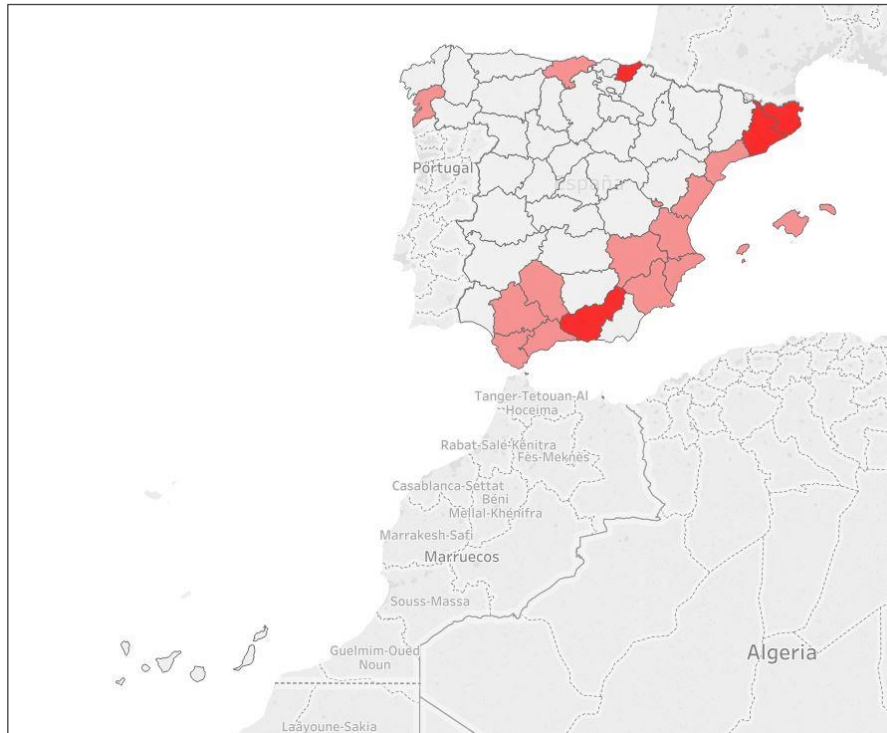 Portugal
España
Tanger-Tetouan-Al
Hoceima
Rabat-Salé-Kénitra
Fès-Meknès
Casablanca-Settat
Béni
Mellal-Khénifra
Marrakesh-Safi
Marruecos
Souss-Massa
Guelmim-Oued
Noun
Algeria
Laâyoune-Sakia